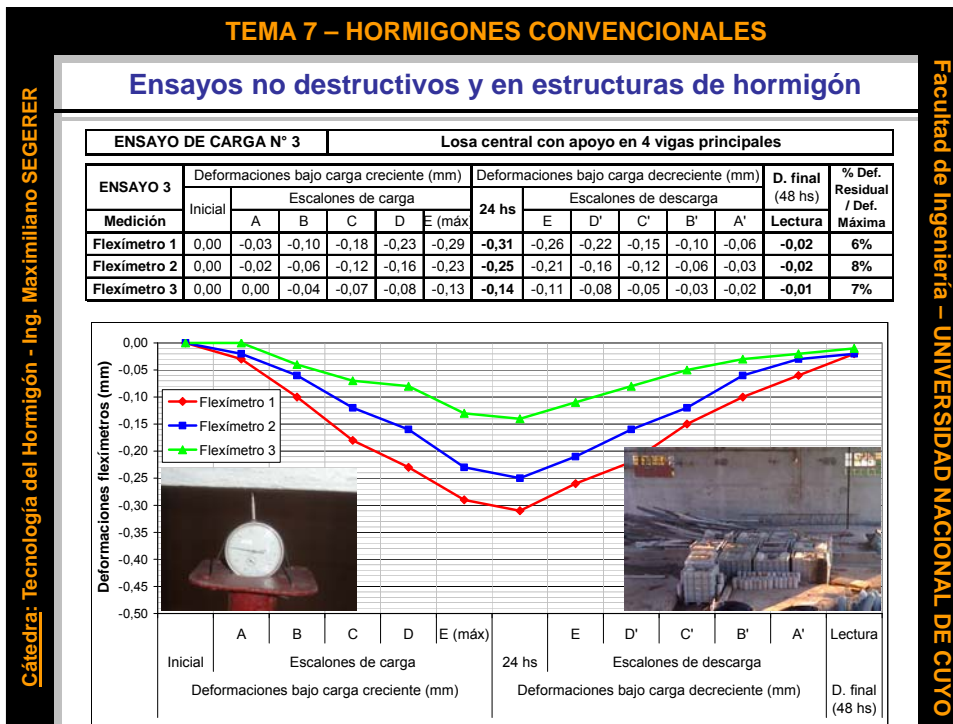 TEMA 7 – HORMIGONES CONVENCIONALES
Ensayos no destructivos y en estructuras de hormigón
Cátedra: Tecnología del Hormigón - Ing. Maximiliano SEGERER
Facultad de Ingeniería – UNIVERSIDAD NACIONAL DE CUYO
ENSAYO DE CARGA N° 3 Losa central con apoyo en 4 vigas principales
ENSAYO 3 Deformaciones bajo carga creciente (mm) Deformaciones bajo carga decreciente (mm) D. final (48 hs) % Def. Residual / Def. Máxima
Inicial Escalones de carga 24 hs Escalones de descarga
Medición A B C D E (máx) E D' C' B' A' Lectura
Flexímetro 1 0,00 -0,03 -0,10 -0,18 -0,23 -0,29 -0,31 -0,26 -0,22 -0,15 -0,10 -0,06 -0,02 6%
Flexímetro 2 0,00 -0,02 -0,06 -0,12 -0,16 -0,23 -0,25 -0,21 -0,16 -0,12 -0,06 -0,03 -0,02 8%
Flexímetro 3 0,00 0,00 -0,04 -0,07 -0,08 -0,13 -0,14 -0,11 -0,08 -0,05 -0,03 -0,02 -0,01 7%
Deformaciones flexímetros (mm)
0,00
-0,05
-0,10
-0,15
-0,20
-0,25
-0,30
-0,35
-0,40
-0,45
-0,50
Flexímetro 1
Flexímetro 2
Flexímetro 3
A B C D E (máx) E D' C' B' A' Lectura
Inicial Escalones de carga 24 hs Escalones de descarga
Deformaciones bajo carga creciente (mm) Deformaciones bajo carga decreciente (mm) D. final
(48 hs)